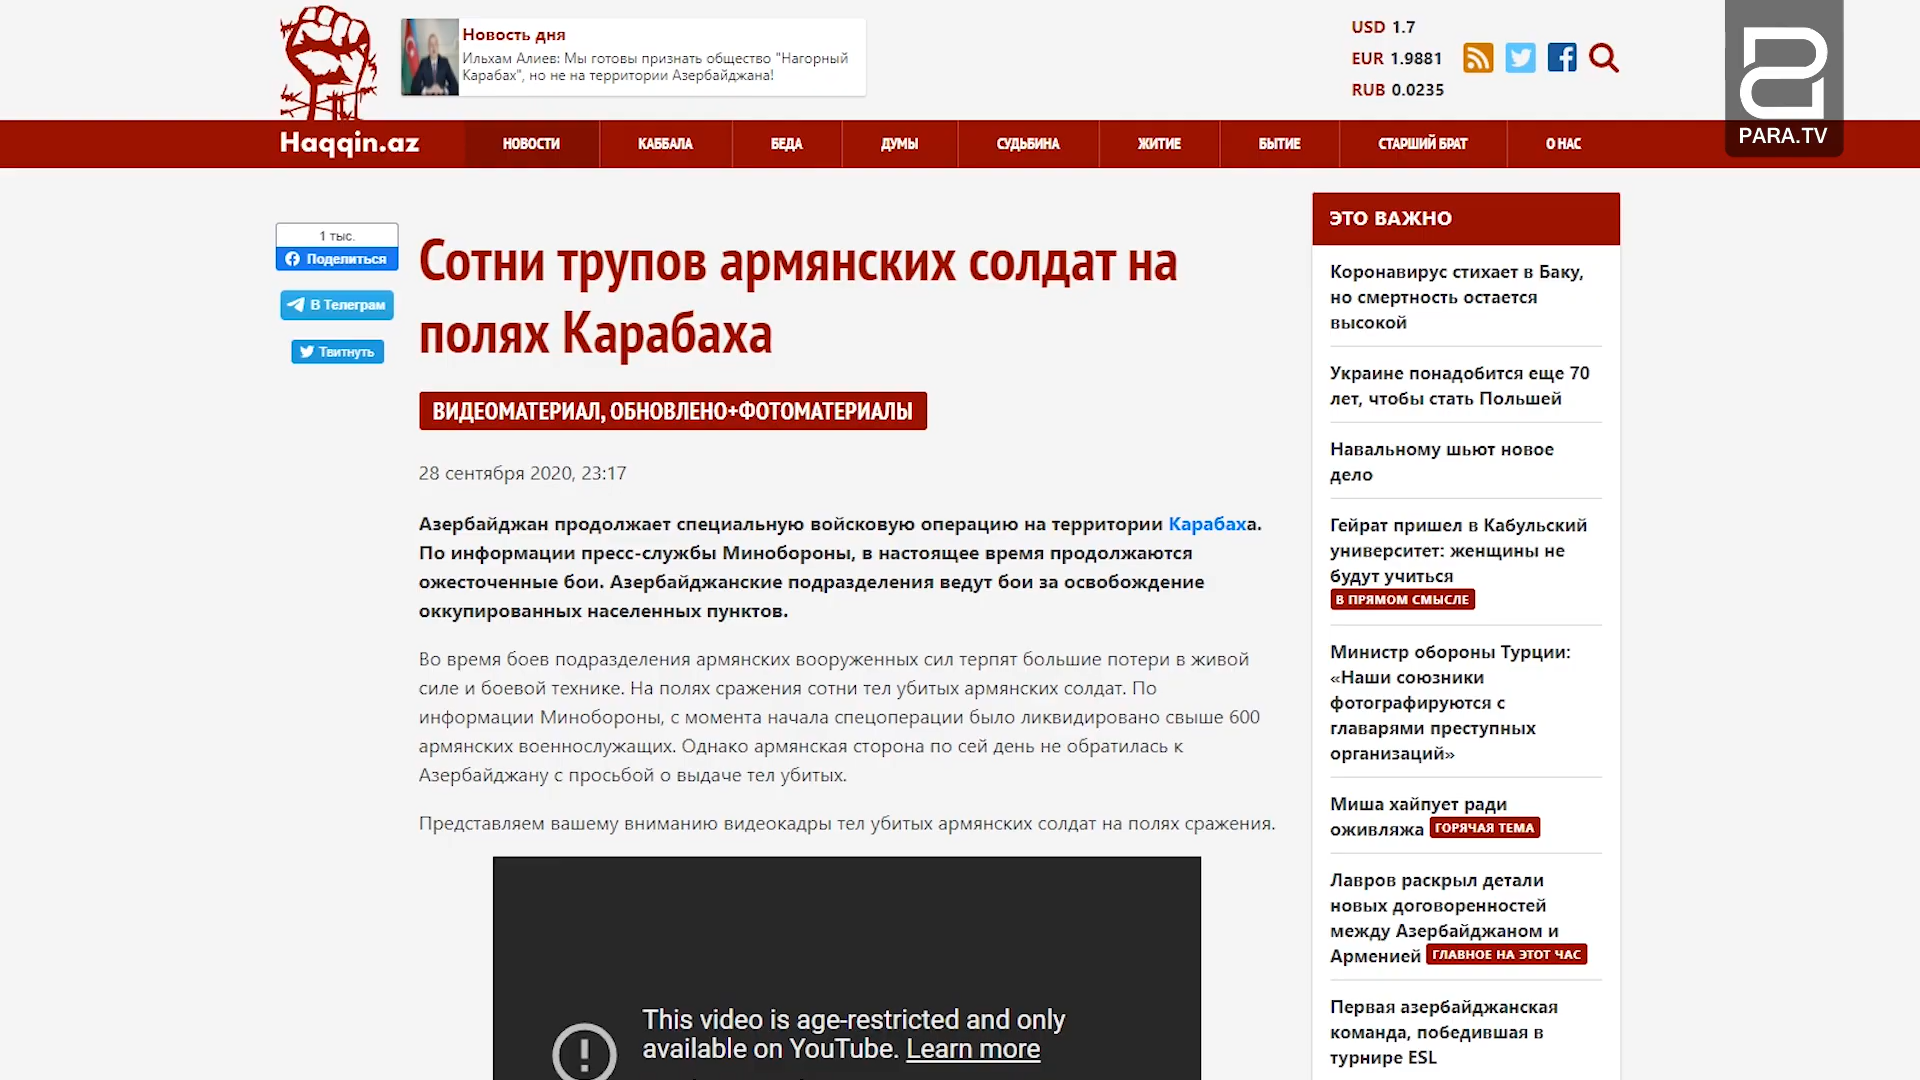 Новость дня
Ильхам Алиев: Мы готовы признать общество "Нагорный
Карабах", но не на территории Азербайджана!
USD 1.7
EUR 1.9881
RUB 0.0235
PARA.TV
Haqqin.az
НОВОСТИ
КАББАЛА
БЕДА
ДУМЫ
СУДЬБИНА
ЖИТИЕ
БЫТИЕ
СТАРШИЙ БРАТ
О НАС
1 тыс.
Поделиться
В Телеграм
Твитнуть
Сотни трупов армянских солдат на
полях Карабаха
ВИДЕОМАТЕРИАЛ, ОБНОВЛЕНО+ФОТОМАТЕРИАЛЫ
28 сентября 2020, 23:17
Азербайджан продолжает специальную войсковую операцию на территории Карабаха.
По информации пресс-службы Минобороны, в настоящее время продолжаются
ожесточенные бои. Азербайджанские подразделения ведут бои за освобождение
оккупированных населенных пунктов.
Во время боев подразделения армянских вооруженных сил терпят большие потери в живой
силе и боевой технике. На полях сражения сотни тел убитых армянских солдат. По
информации Минобороны, с момента начала спецоперации было ликвидировано свыше 600
армянских военнослужащих. Однако армянская сторона по сей день не обратилась к
Азербайджану с просьбой о выдаче тел убитых.
Представляем вашему вниманию видеокадры тел убитых армянских солдат на полях сражения.
This video is age-restricted and only
available on YouTube. Learn more
ЭТО ВАЖНО
Коронавирус стихает в Баку,
но смертность остается
высокой
Украине понадобится еще 70
лет, чтобы стать Польшей
Навальному шьют новое
дело
Гейрат пришел в Кабульский
университет: женщины не
будут учиться
В ПРЯМОМ СМЫСЛЕ
Министр обороны Турции:
«Наши союзники
фотографируются с
главарями преступных
организаций»
Миша хайпует ради
оживляжа ГОРЯЧАЯ ТЕМА
Лавров раскрыл детали
новых договоренностей
между Азербайджаном и
Арменией ГЛАВНОЕ НА ЭТОТ ЧАС
Первая азербайджанская
команда, победившая в
турнире ESL